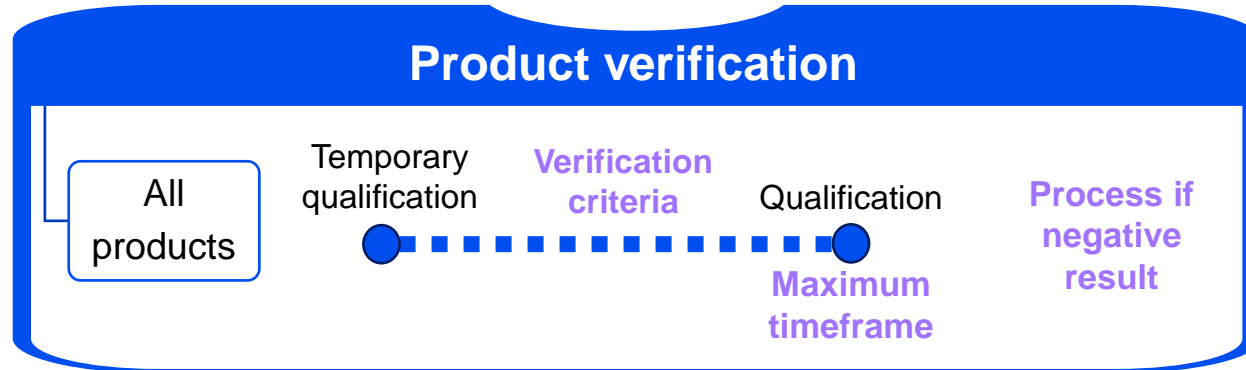 Product verification
All
products
Temporary
qualification
Verification
criteria
Qualification
Maximum
timeframe
Process if
negative
result